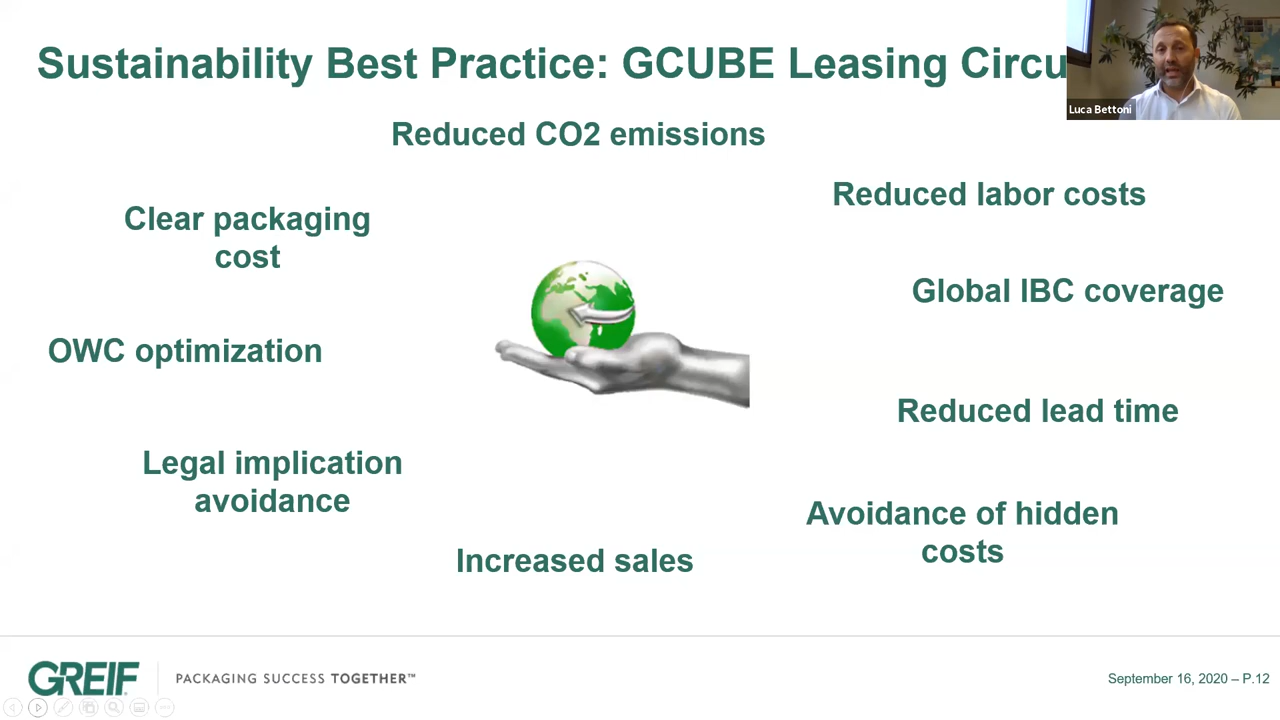 Sustainability Best Practice: GCUBE Leasing Circu
Luca Bettoni
Reduced CO2 emissions
Reduced labor costs
Clear packaging
cost
Global IBC coverage
OWC optimization
Reduced lead time
Legal implication
avoidance
Avoidance of hidden
costs
Increased sales
GREIF
PACKAGING SUCCESS TOGETHER™
September 16, 2020 – P.12